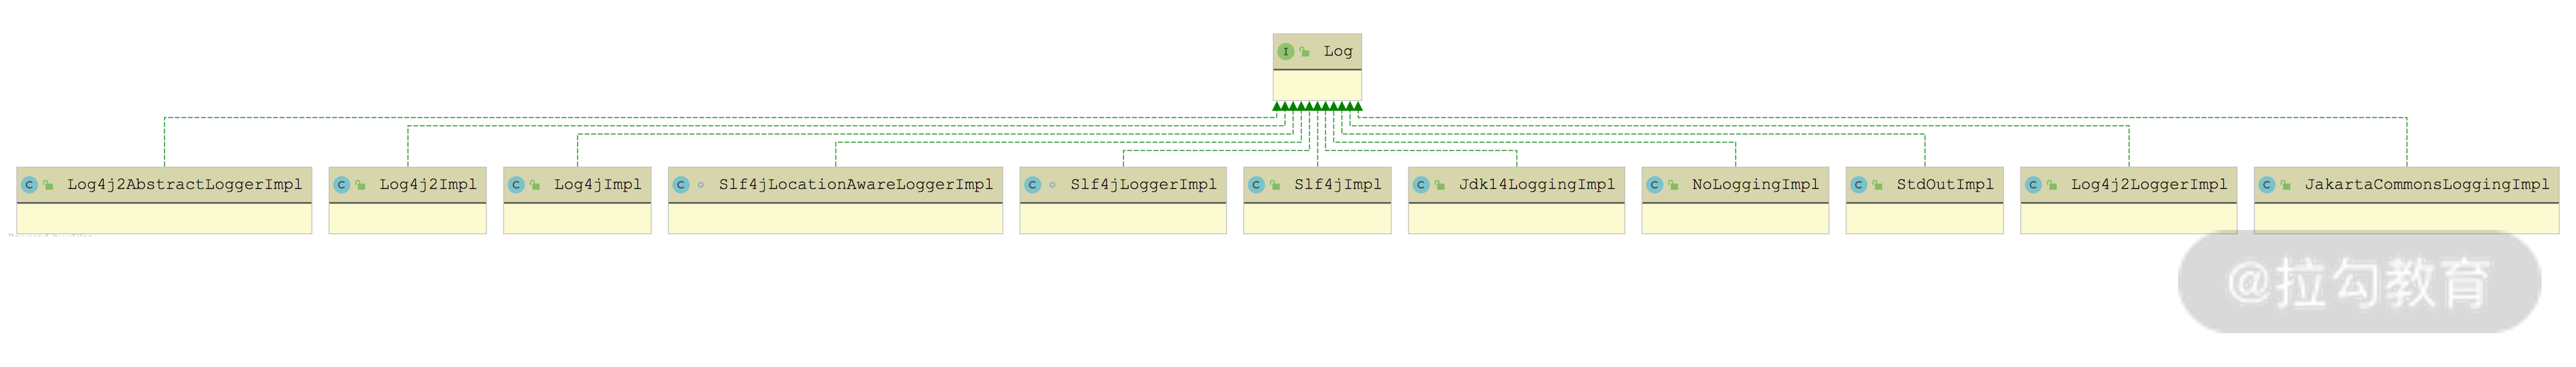 Log
Log4j2AbstractLoggerImpl
Log4j2Impl
Log4jImpl
Slf4jLocationAwareLoggerImpl
Slf4jLoggerImpl
Slf4jImpl
Jdk14LoggingImpl
NoLoggingImpl
StdOutImpl
Log4j2LoggerImpl
JakartaCommonsLoggingImpl
@拉勾教育